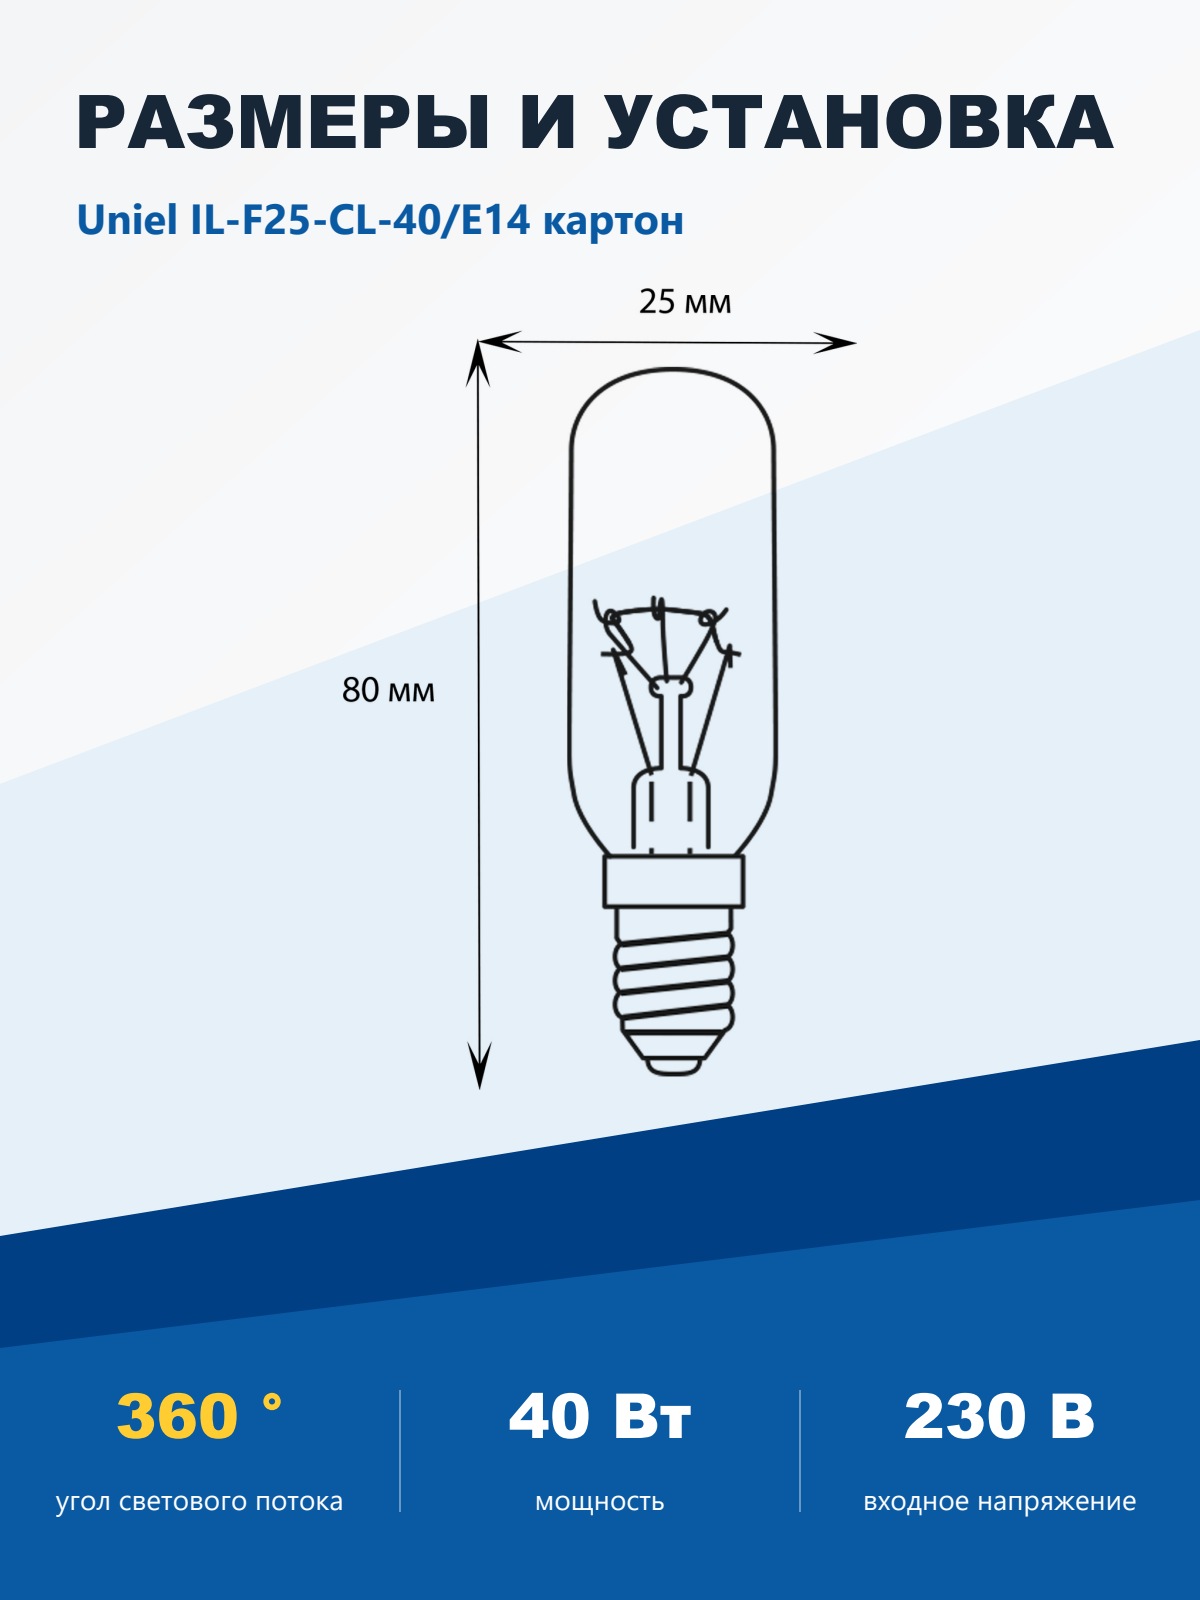 РАЗМЕРЫ И УСТАНОВКА
Uniel IL-F25-CL-40/E14 картон
25 мм
80 мм
360 °
40 Вт
230 В
угол светового потока
мощность
входное напряжение